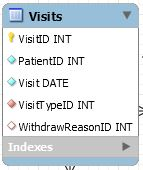 Visits
VisitID INT
PatientID INT
Visit DATE
VisitTypeID INT
WithdrawReasonID INT
Indexes